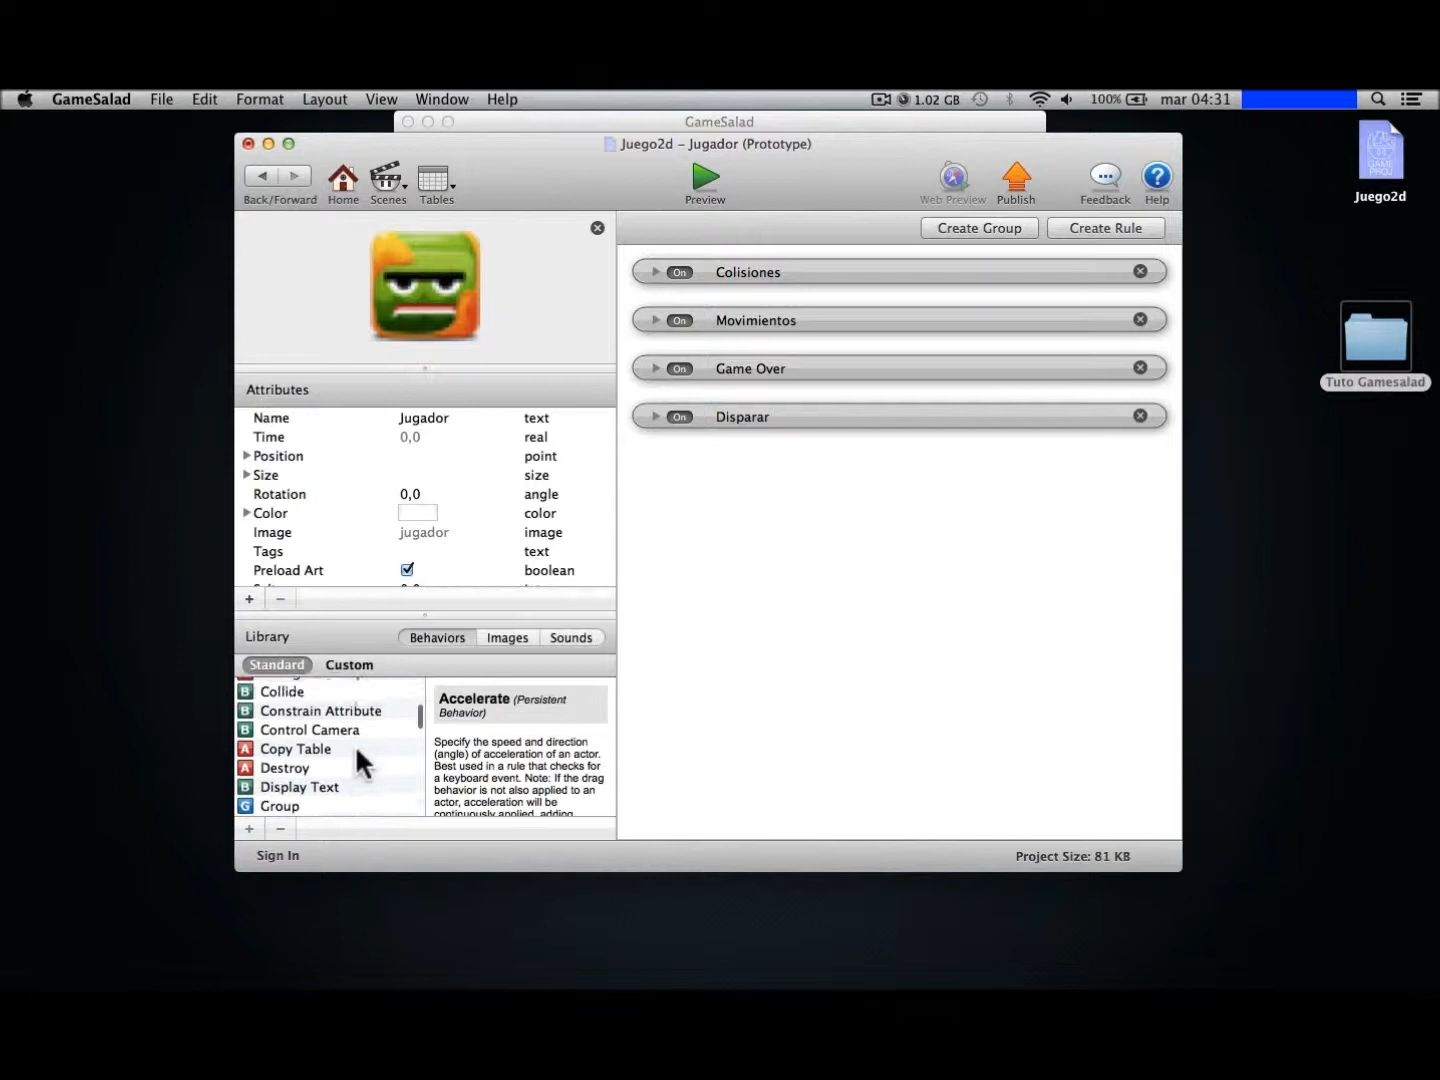 GameSalad File Edit Format Layout View Window Help 1.02 GB 100% mar 04:31
GameSalad
Juego2d – Jugador (Prototype)
Juego2d
Back/Forward Home Scenes Tables Preview Web Preview Publish Feedback Help
Create Group Create Rule
On Colisiones
On Movimientos
On Game Over
On Disparar
Tuto Gamesalad
Attributes
Name Jugador text
Time 0,0 real
Position point
Size size
Rotation 0,0 angle
Color color
Image jugador image
Tags text
Preload Art boolean
+ −
Library Behaviors Images Sounds
Standard Custom
B Collide
B Constrain Attribute
B Control Camera
A Copy Table
A Destroy
B Display Text
G Group
Accelerate (Persistent
Behavior)
Specify the speed and direction
(angle) of acceleration of an actor.
Best used in a rule that checks for
a keyboard event. Note: If the drag
behavior is not also applied to an
actor, acceleration will be
continuously applied, adding
+ −
Sign In Project Size: 81 KB